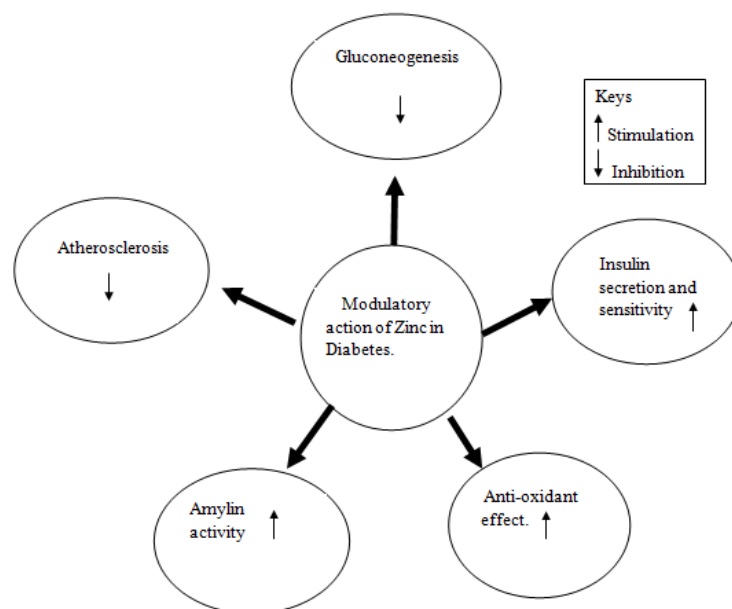 Gluconeogenesis
↓
Keys
↑ Stimulation
↓ Inhibition
Atherosclerosis
↓
Insulin
secretion and
sensitivity ↑
Modulatory
action of Zinc in
Diabetes.
Amylin
activity ↑
Anti-oxidant
effect. ↑